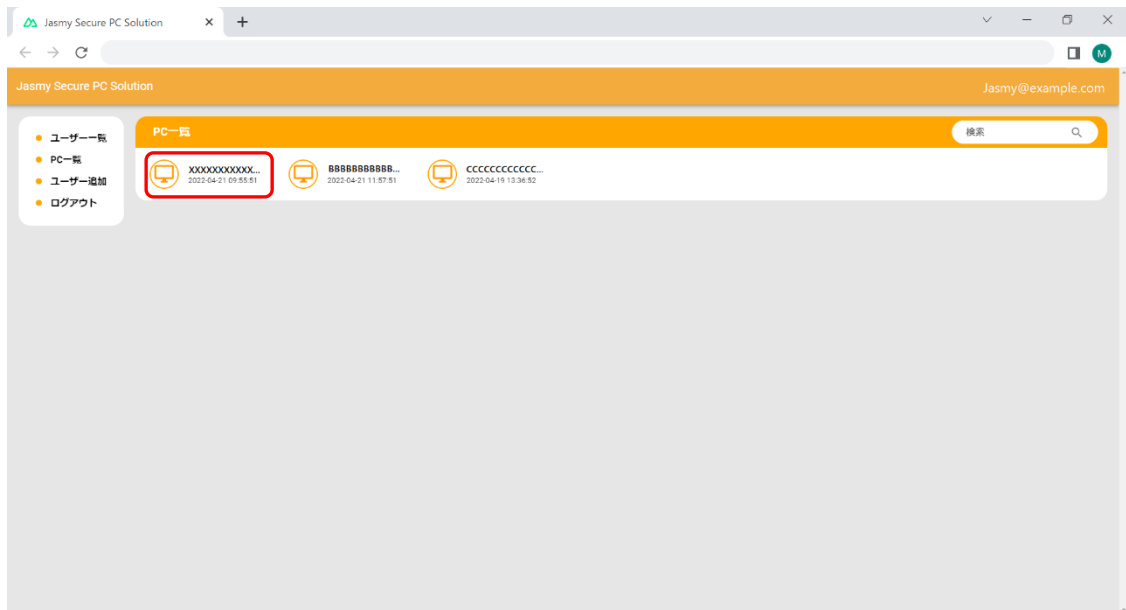 Jasmy Secure PC Solution
M
Jasmy Secure PC Solution
Jasmy@example.com
ユーザー一覧
PC一覧
ユーザー追加
ログアウト
PC一覧
検索
XXXXXXXXXXX...
2022-04-21 09:55:51
BBBBBBBBBBB...
2022-04-21 11:57:51
CCCCCCCCCCCC...
2022-04-19 13:36:52